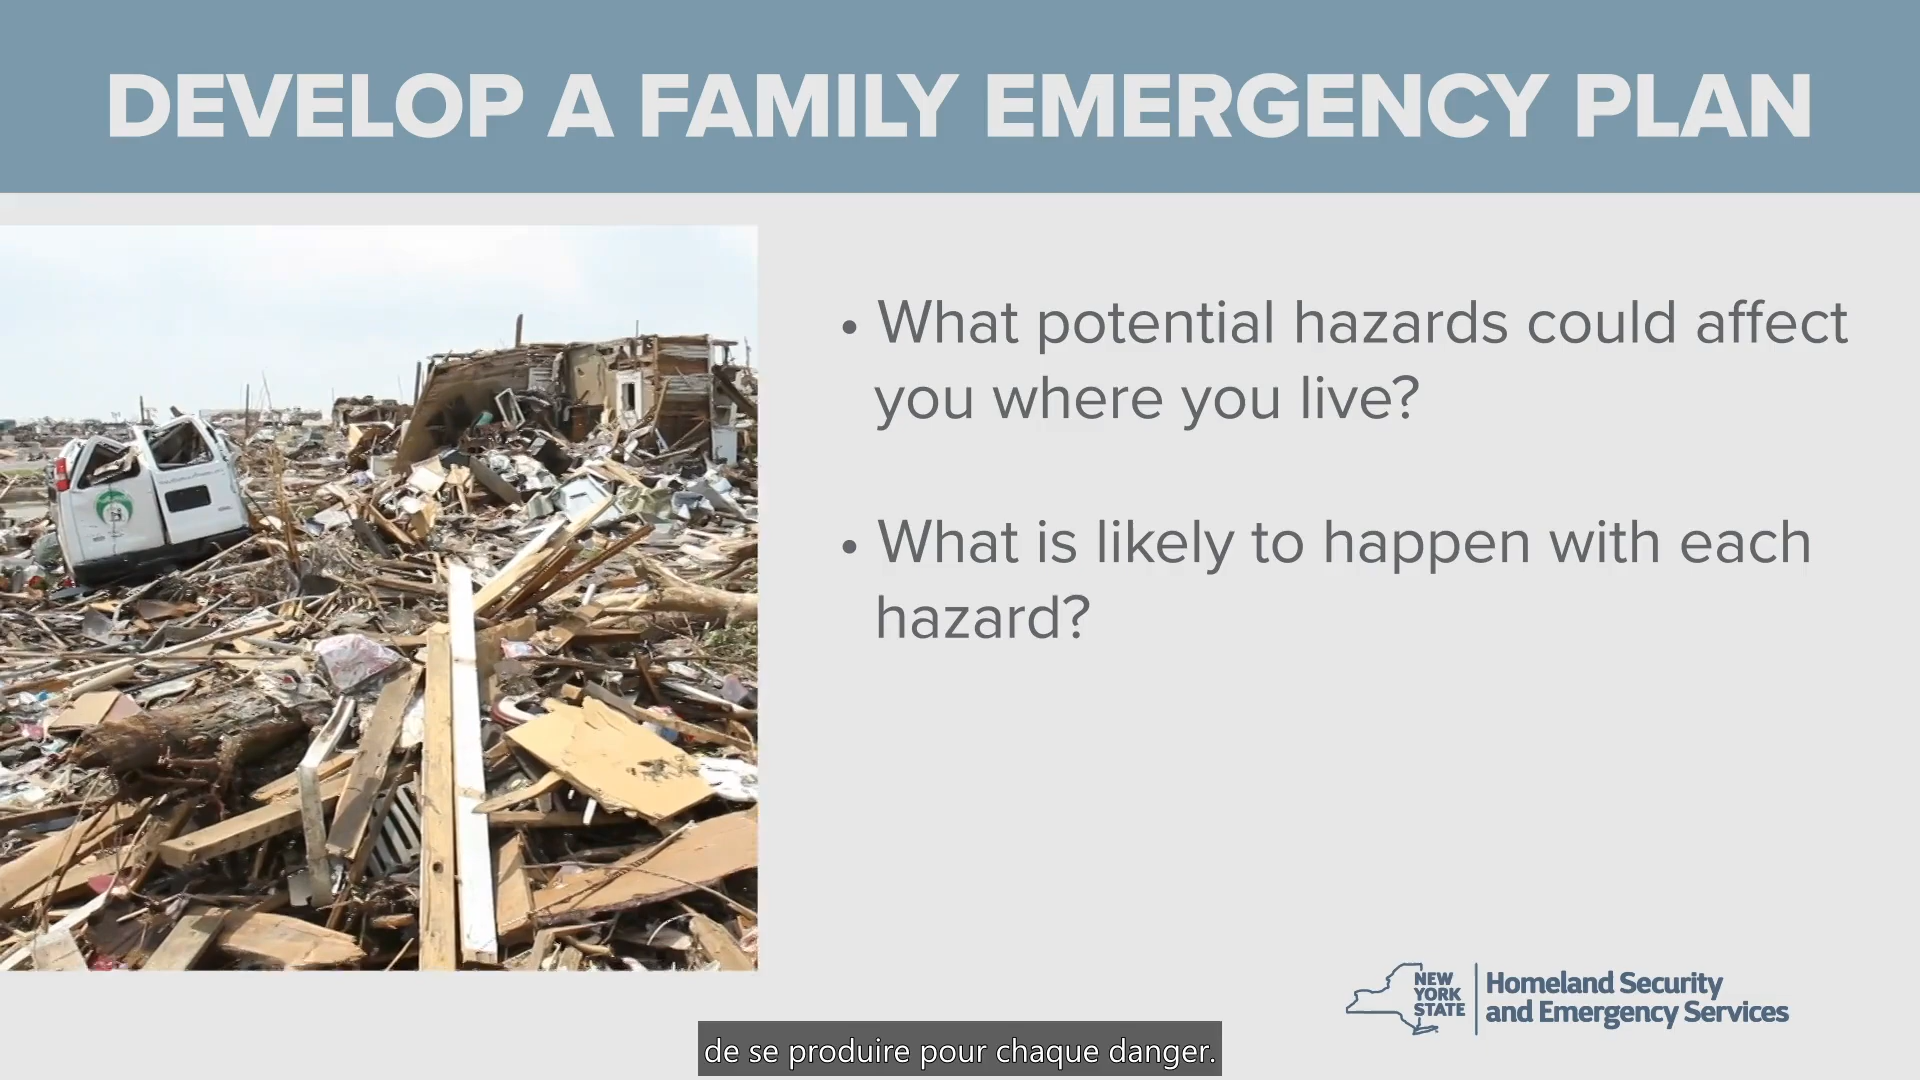 DEVELOP A FAMILY EMERGENCY PLAN
• What potential hazards could affect
you where you live?
• What is likely to happen with each
hazard?
NEW
YORK
STATE
Homeland Security
and Emergency Services
de se produire pour chaque danger.